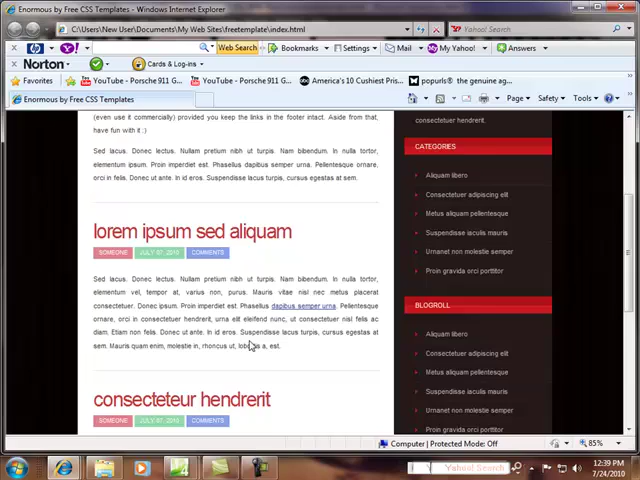 Enormous by Free CSS Templates - Windows Internet Explorer
C:\Users\New User\Documents\My Web Sites\freetemplate\index.html
Yahoo! Search
Web Search
Bookmarks
Settings
Mail
My Yahoo!
Answers
Norton
Cards & Log-ins
Favorites
YouTube - Porsche 911 G...
YouTube - Porsche 911 G...
America's 10 Cushiest Pris...
popurls® the genuine ag...
Enormous by Free CSS Templates
Page
Safety
Tools
(even use it commercially) provided you keep the links in the footer intact. Aside from that,
have fun with it :)
Sed lacus. Donec lectus. Nullam pretium nibh ut turpis. Nam bibendum. In nulla tortor,
elementum ipsum. Proin imperdiet est. Phasellus dapibus semper urna. Pellentesque ornare,
orci in felis. Donec ut ante. In id eros. Suspendisse lacus turpis, cursus egestas at sem.
lorem ipsum sed aliquam
SOMEONE
JULY 07, 2010
COMMENTS
Sed lacus. Donec lectus. Nullam pretium nibh ut turpis. Nam bibendum. In nulla tortor,
elementum vel, tempor at, varius non, purus. Mauris vitae nisl nec metus placerat
consectetuer. Donec ipsum. Proin imperdiet est. Phasellus dapibus semper urna. Pellentesque
ornare, orci in consectetuer hendrerit, urna elit eleifend nunc, ut consectetuer nisl felis ac
diam. Etiam non felis. Donec ut ante. In id eros. Suspendisse lacus turpis, cursus egestas at
sem. Mauris quam enim, molestie in, rhoncus ut, lobortis a, est.
consecteteur hendrerit
SOMEONE
JULY 07, 2010
COMMENTS
consectetuer hendrerit.
CATEGORIES
Aliquam libero
Consectetuer adipiscing elit
Metus aliquam pellentesque
Suspendisse iaculis mauris
Urnanet non molestie semper
Proin gravida orci porttitor
BLOGROLL
Aliquam libero
Consectetuer adipiscing elit
Metus aliquam pellentesque
Suspendisse iaculis mauris
Urnanet non molestie semper
Proin gravida orci porttitor
Computer | Protected Mode: Off
85%
Yahoo! Search
12:39 PM
7/24/2010